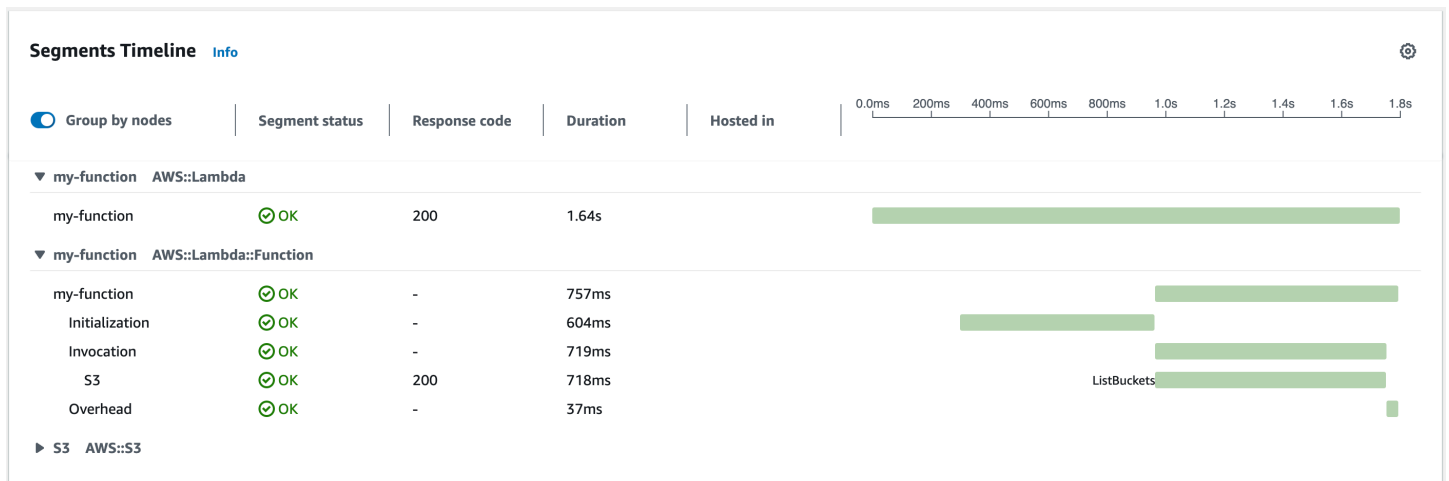 Segments Timeline Info
0.0ms 200ms 400ms 600ms 800ms 1.0s 1.2s 1.4s 1.6s 1.8s
Group by nodes Segment status Response code Duration Hosted in
my-function AWS::Lambda
my-function OK 200 1.64s
my-function AWS::Lambda::Function
my-function OK - 757ms
Initialization OK - 604ms
Invocation OK - 719ms
S3 OK 200 718ms ListBuckets
Overhead OK - 37ms
S3 AWS::S3